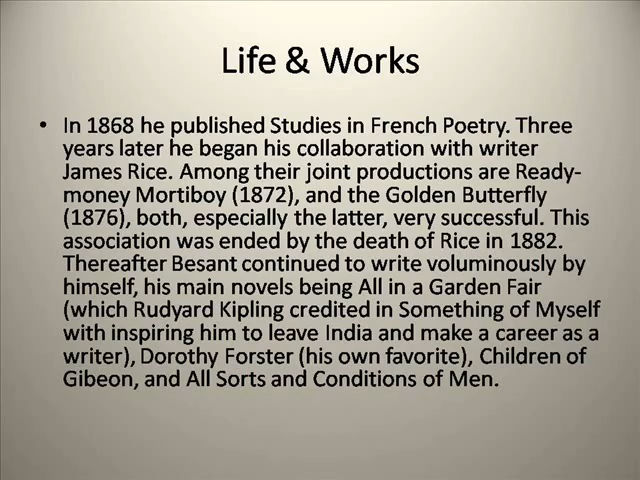 Life & Works
• In 1868 he published Studies in French Poetry. Three
years later he began his collaboration with writer
James Rice. Among their joint productions are Ready-
money Mortiboy (1872), and the Golden Butterfly
(1876), both, especially the latter, very successful. This
association was ended by the death of Rice in 1882.
Thereafter Besant continued to write voluminously by
himself, his main novels being All in a Garden Fair
(which Rudyard Kipling credited in Something of Myself
with inspiring him to leave India and make a career as a
writer), Dorothy Forster (his own favorite), Children of
Gibeon, and All Sorts and Conditions of Men.